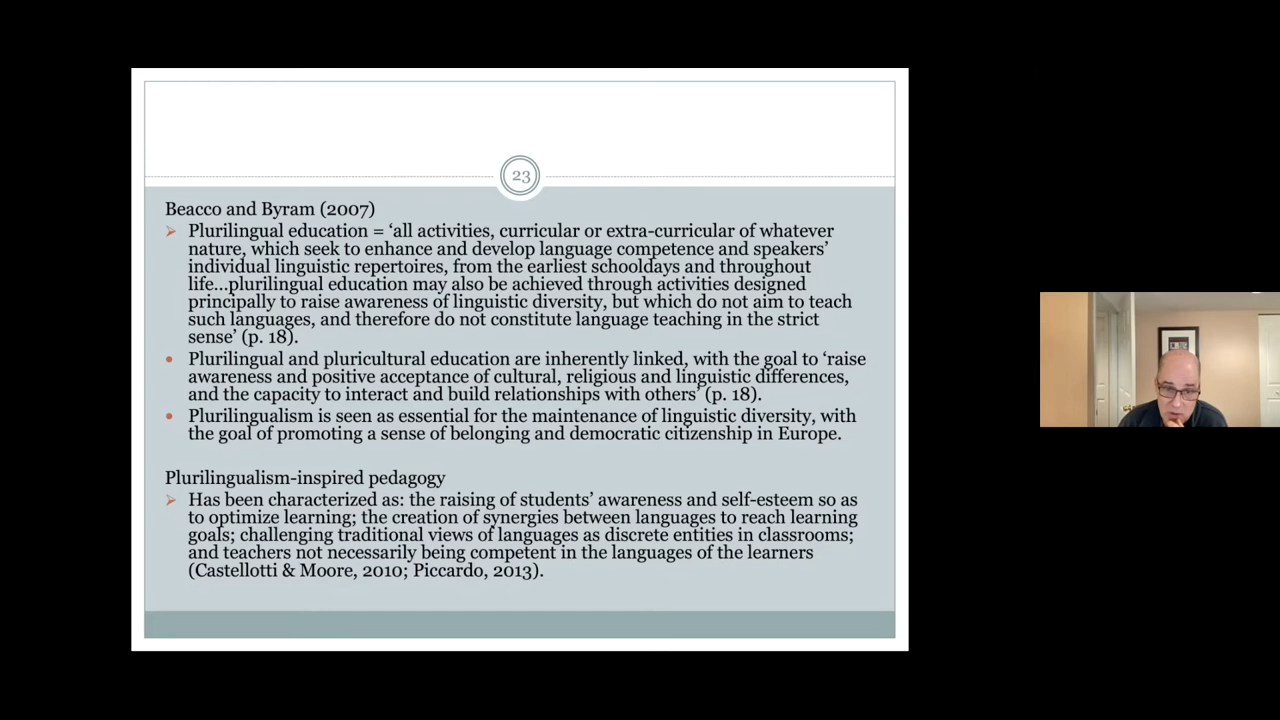 23
Beacco and Byram (2007)
➢ Plurilingual education = ‘all activities, curricular or extra-curricular of whatever
nature, which seek to enhance and develop language competence and speakers’
individual linguistic repertoires, from the earliest schooldays and throughout
life…plurilingual education may also be achieved through activities designed
principally to raise awareness of linguistic diversity, but which do not aim to teach
such languages, and therefore do not constitute language teaching in the strict
sense’ (p. 18).
• Plurilingual and pluricultural education are inherently linked, with the goal to ‘raise
awareness and positive acceptance of cultural, religious and linguistic differences,
and the capacity to interact and build relationships with others’ (p. 18).
• Plurilingualism is seen as essential for the maintenance of linguistic diversity, with
the goal of promoting a sense of belonging and democratic citizenship in Europe.
Plurilingualism-inspired pedagogy
➢ Has been characterized as: the raising of students’ awareness and self-esteem so as
to optimize learning; the creation of synergies between languages to reach learning
goals; challenging traditional views of languages as discrete entities in classrooms;
and teachers not necessarily being competent in the languages of the learners
(Castellotti & Moore, 2010; Piccardo, 2013).